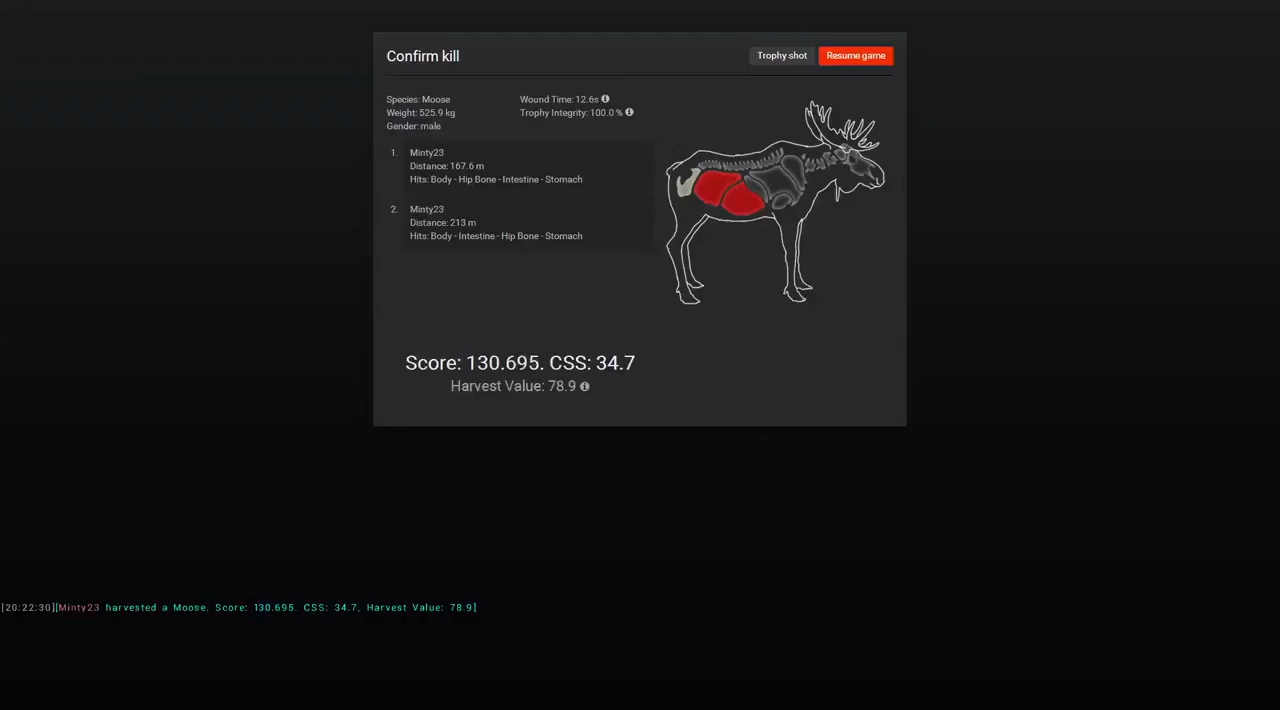 Confirm kill
Trophy shot
Resume game
Species: Moose
Weight: 525.9 kg
Gender: male
Wound Time: 12.6s
Trophy Integrity: 100.0 %
1. Minty23
Distance: 167.6 m
Hits: Body - Hip Bone - Intestine - Stomach
2. Minty23
Distance: 213 m
Hits: Body - Intestine - Hip Bone - Stomach
Score: 130.695. CSS: 34.7
Harvest Value: 78.9
[20:22:30][Minty23 harvested a Moose. Score: 130.695. CSS: 34.7, Harvest Value: 78.9]